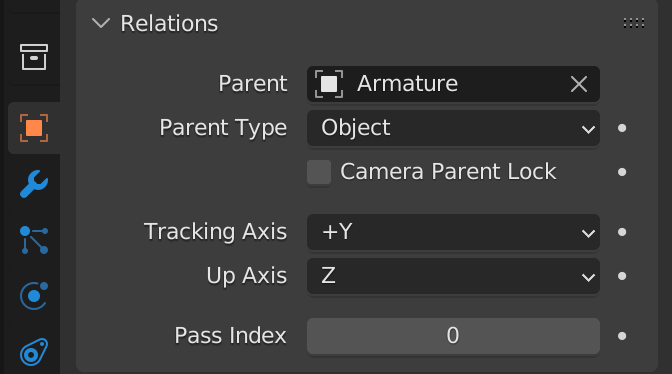 Relations
Parent Armature
Parent Type Object
Camera Parent Lock
Tracking Axis +Y
Up Axis Z
Pass Index 0